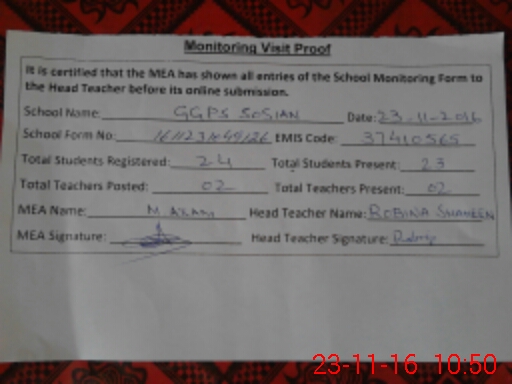 Monitoring Visit Proof
It is certified that the MEA has shown all entries of the School Monitoring Form to
the Head Teacher before its online submission.
School Name: GGPS SOSIAN Date: 23-11-2016
School Form No: EMIS Code: 37410565
Total Students Registered: 24 Total Students Present: 23
Total Teachers Posted: 02 Total Teachers Present: 02
MEA Name: M. AKRAM Head Teacher Name: ROBINA SHAHEEN
MEA Signature: Head Teacher Signature:
23-11-16 10:50